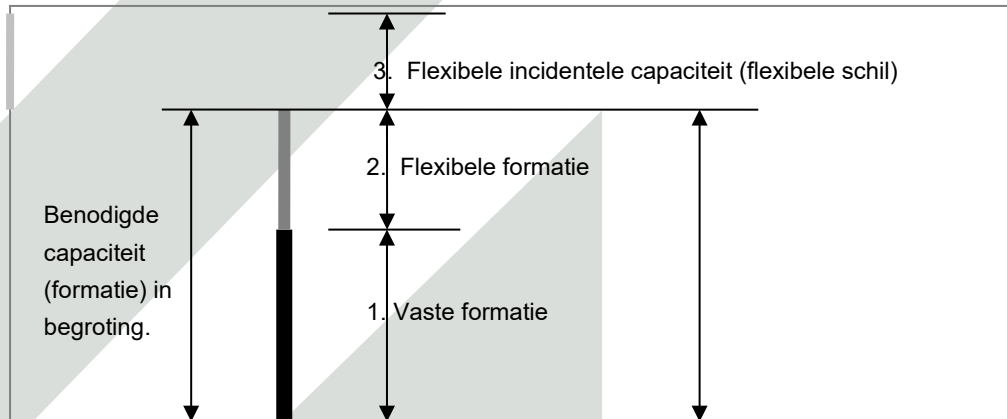 3. Flexibele incidentele capaciteit (flexibele schil)
2. Flexibele formatie
Benodigde
capaciteit
(formatie) in
begroting.
1. Vaste formatie